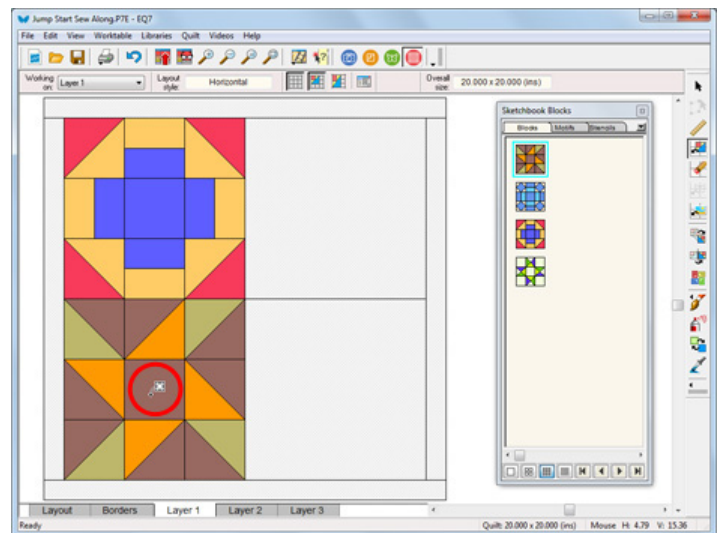 Jump Start Sew Along.P7E - EQ7
File Edit View Worktable Libraries Quilt Videos Help
Working on: Layer 1 Layout style: Horizontal Overall size: 20.000 x 20.000 (ins)
Sketchbook Blocks
Blocks Motifs Stencils
Layout Borders Layer 1 Layer 2 Layer 3
Ready Quilt: 20.000 x 20.000 (ins) Mouse H: 4.79 V: 15.36